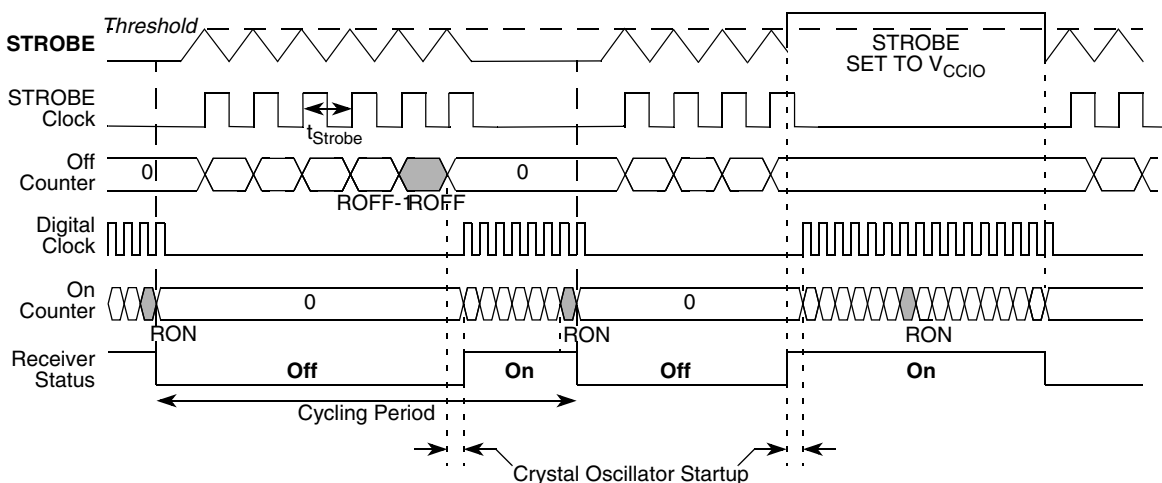 Threshold
STROBE
STROBE
SET TO VCCIO
STROBE
Clock
tStrobe
Off
Counter
0
0
ROFF-1
ROFF
Digital
Clock
On
Counter
0
0
RON
RON
RON
Receiver
Status
Off
On
Off
On
Cycling Period
Crystal Oscillator Startup